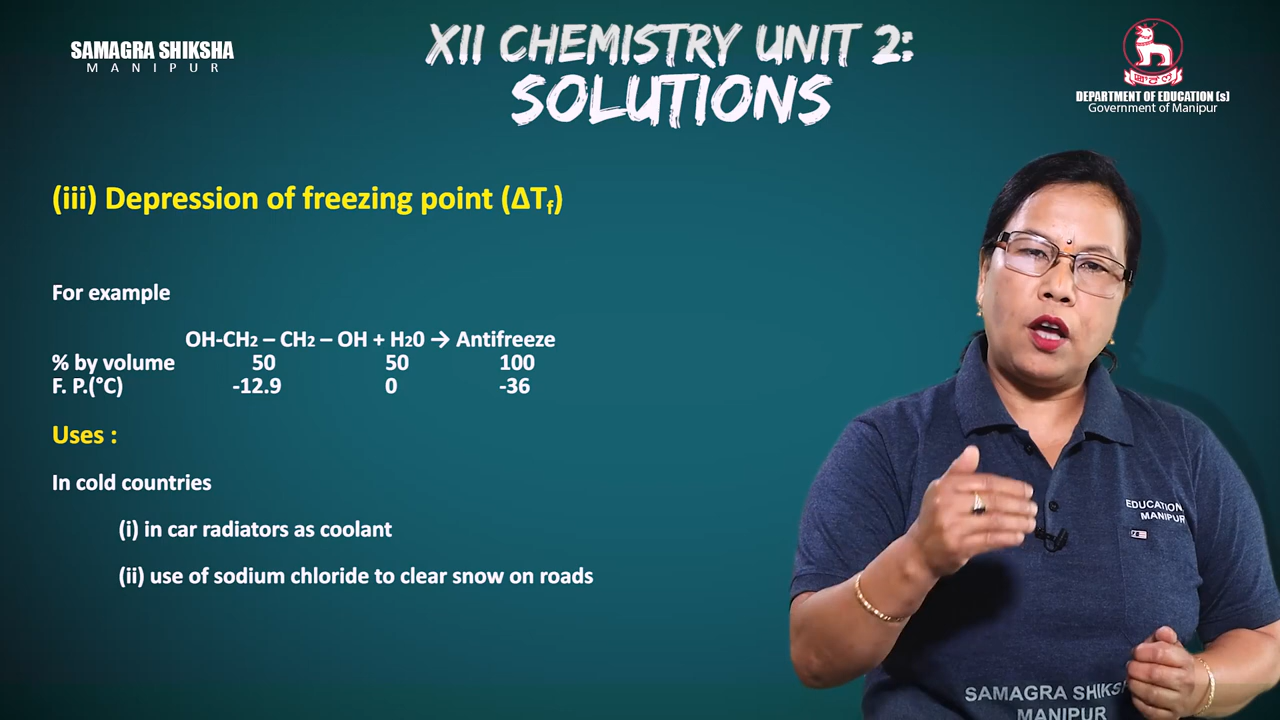 SAMAGRA SHIKSHA
MANIPUR
XII CHEMISTRY UNIT 2:
SOLUTIONS
DEPARTMENT OF EDUCATION (s)
Government of Manipur
(iii) Depression of freezing point (ΔTf)
For example
OH-CH2 – CH2 – OH + H20 → Antifreeze
% by volume 50 50 100
F. P.(°C) -12.9 0 -36
Uses :
In cold countries
(i) in car radiators as coolant
(ii) use of sodium chloride to clear snow on roads
EDUCATION
MANIPUR
SAMAGRA SHIKSH
MANIPUR